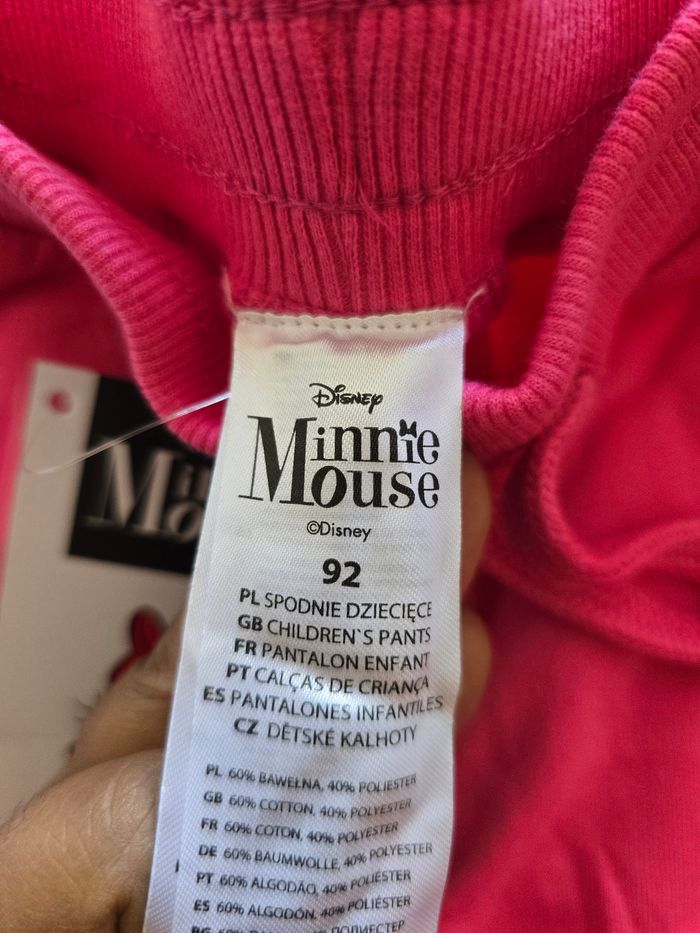 Disney
Minnie
Mouse
©Disney
92
PL SPODNIE DZIECIĘCE
GB CHILDREN`S PANTS
FR PANTALON ENFANT
PT CALÇAS DE CRIANÇA
ES PANTALONES INFANTILES
CZ DĚTSKÉ KALHOTY
PL 60% BAWEŁNA, 40% POLIESTER
GB 60% COTTON, 40% POLYESTER
FR 60% COTON, 40% POLYESTER
DE 60% BAUMWOLLE, 40% POLYESTER
PT 60% ALGODÃO, 40% POLIÉSTER
ES 60% ALGODÓN, 40% POLIÉSTER